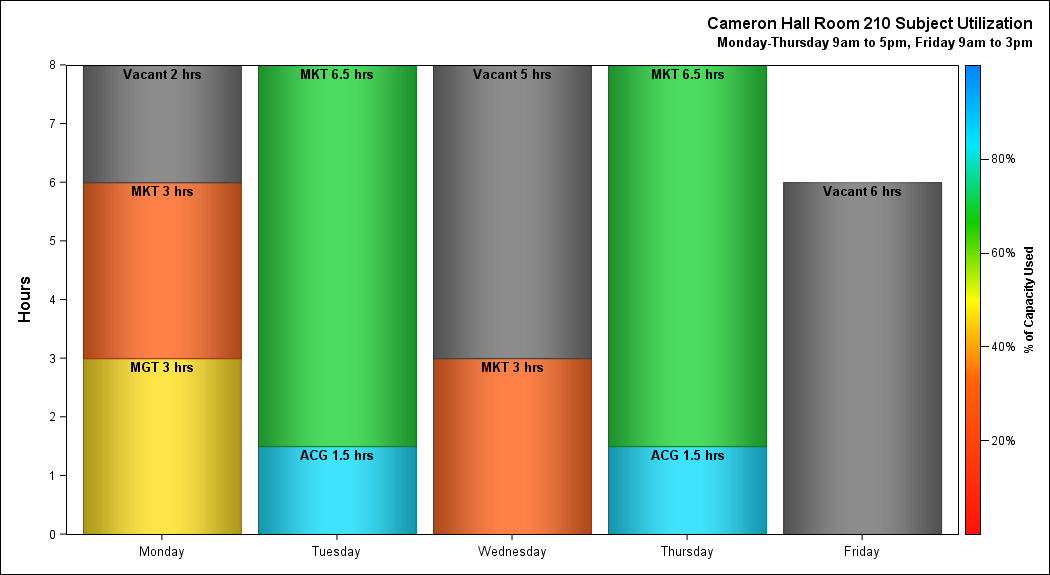 Cameron Hall Room 210 Subject Utilization
Monday-Thursday 9am to 5pm, Friday 9am to 3pm
Hours
8
7
6
5
4
3
2
1
0
Vacant 2 hrs
MKT 3 hrs
MGT 3 hrs
MKT 6.5 hrs
ACG 1.5 hrs
Vacant 5 hrs
MKT 3 hrs
MKT 6.5 hrs
ACG 1.5 hrs
Vacant 6 hrs
Monday
Tuesday
Wednesday
Thursday
Friday
80%
60%
40%
20%
% of Capacity Used